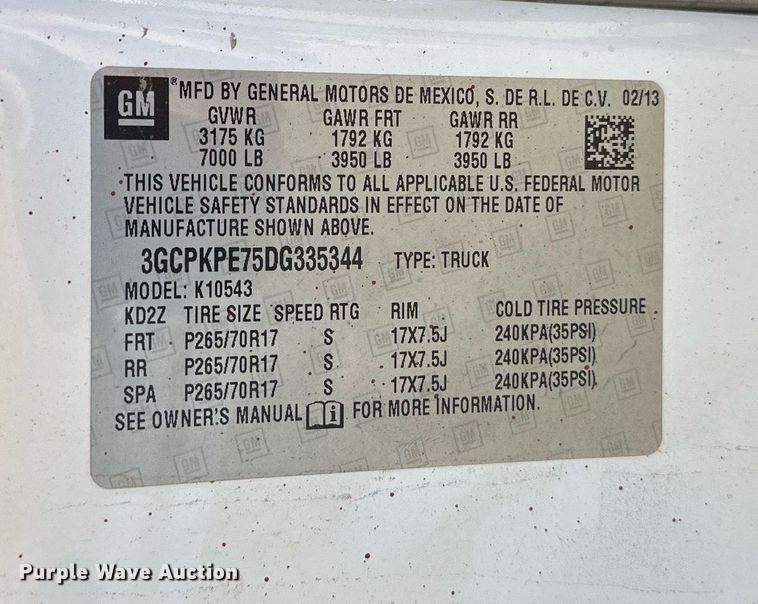 GM ® MFD BY GENERAL MOTORS DE MEXICO, S. DE R.L. DE C.V. 02/13
GVWR GAWR FRT GAWR RR
3175 KG 1792 KG 1792 KG
7000 LB 3950 LB 3950 LB
THIS VEHICLE CONFORMS TO ALL APPLICABLE U.S. FEDERAL MOTOR
VEHICLE SAFETY STANDARDS IN EFFECT ON THE DATE OF
MANUFACTURE SHOWN ABOVE.
3GCPKPE75DG335344 TYPE: TRUCK
MODEL: K10543
KD2Z TIRE SIZE SPEED RTG RIM COLD TIRE PRESSURE
FRT P265/70R17 S 17X7.5J 240KPA(35PSI)
RR P265/70R17 S 17X7.5J 240KPA(35PSI)
SPA P265/70R17 S 17X7.5J 240KPA(35PSI)
SEE OWNER'S MANUAL i FOR MORE INFORMATION.
Purple Wave Auction